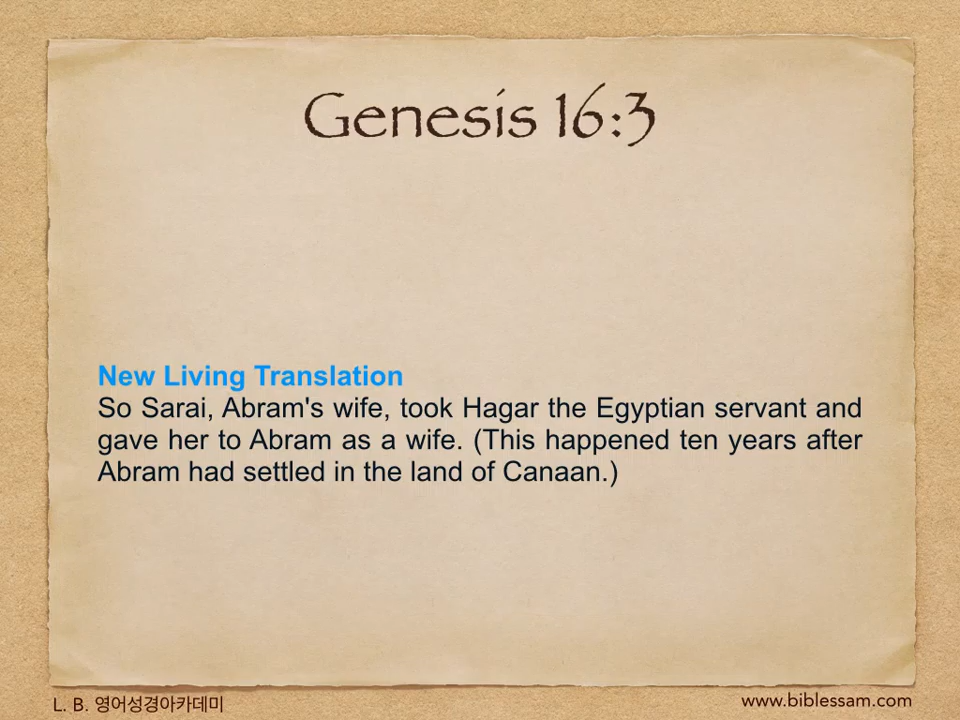 Genesis 16:3
New Living Translation
So Sarai, Abram's wife, took Hagar the Egyptian servant and
gave her to Abram as a wife. (This happened ten years after
Abram had settled in the land of Canaan.)
L. B. 영어성경아카데미
www.biblessam.com